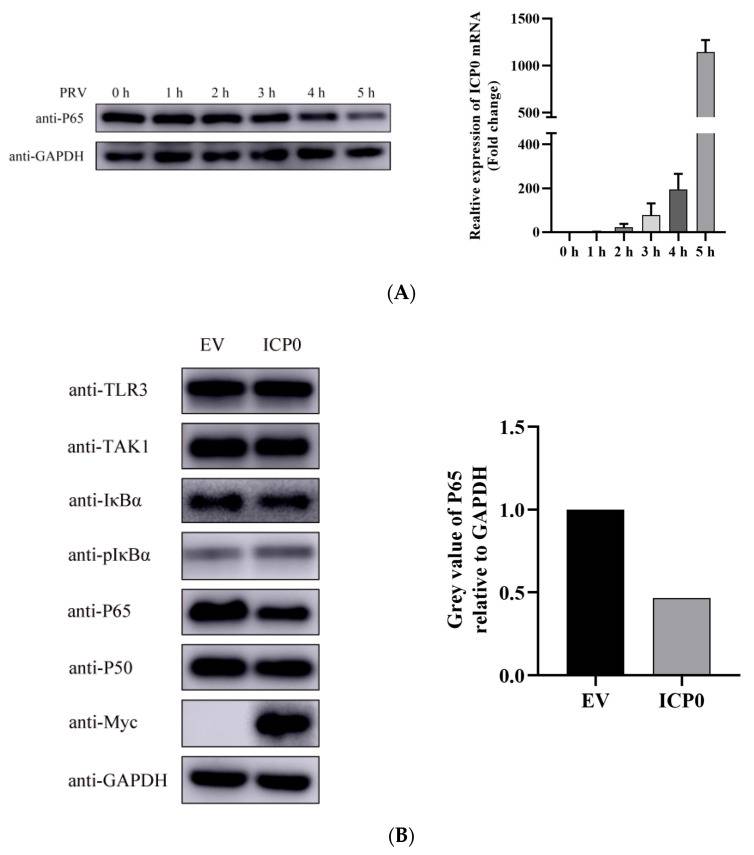 PRV 0 h 1 h 2 h 3 h 4 h 5 h
anti-P65
anti-GAPDH
Realtive expression of ICP0 mRNA
(Fold change)
1500
1000
500
400
200
0
0 h 1 h 2 h 3 h 4 h 5 h
(A)
EV ICP0
anti-TLR3
anti-TAK1
anti-IκBα
anti-pIκBα
anti-P65
anti-P50
anti-Myc
anti-GAPDH
Grey value of P65
relative to GAPDH
1.5
1.0
0.5
0.0
EV ICP0
(B)